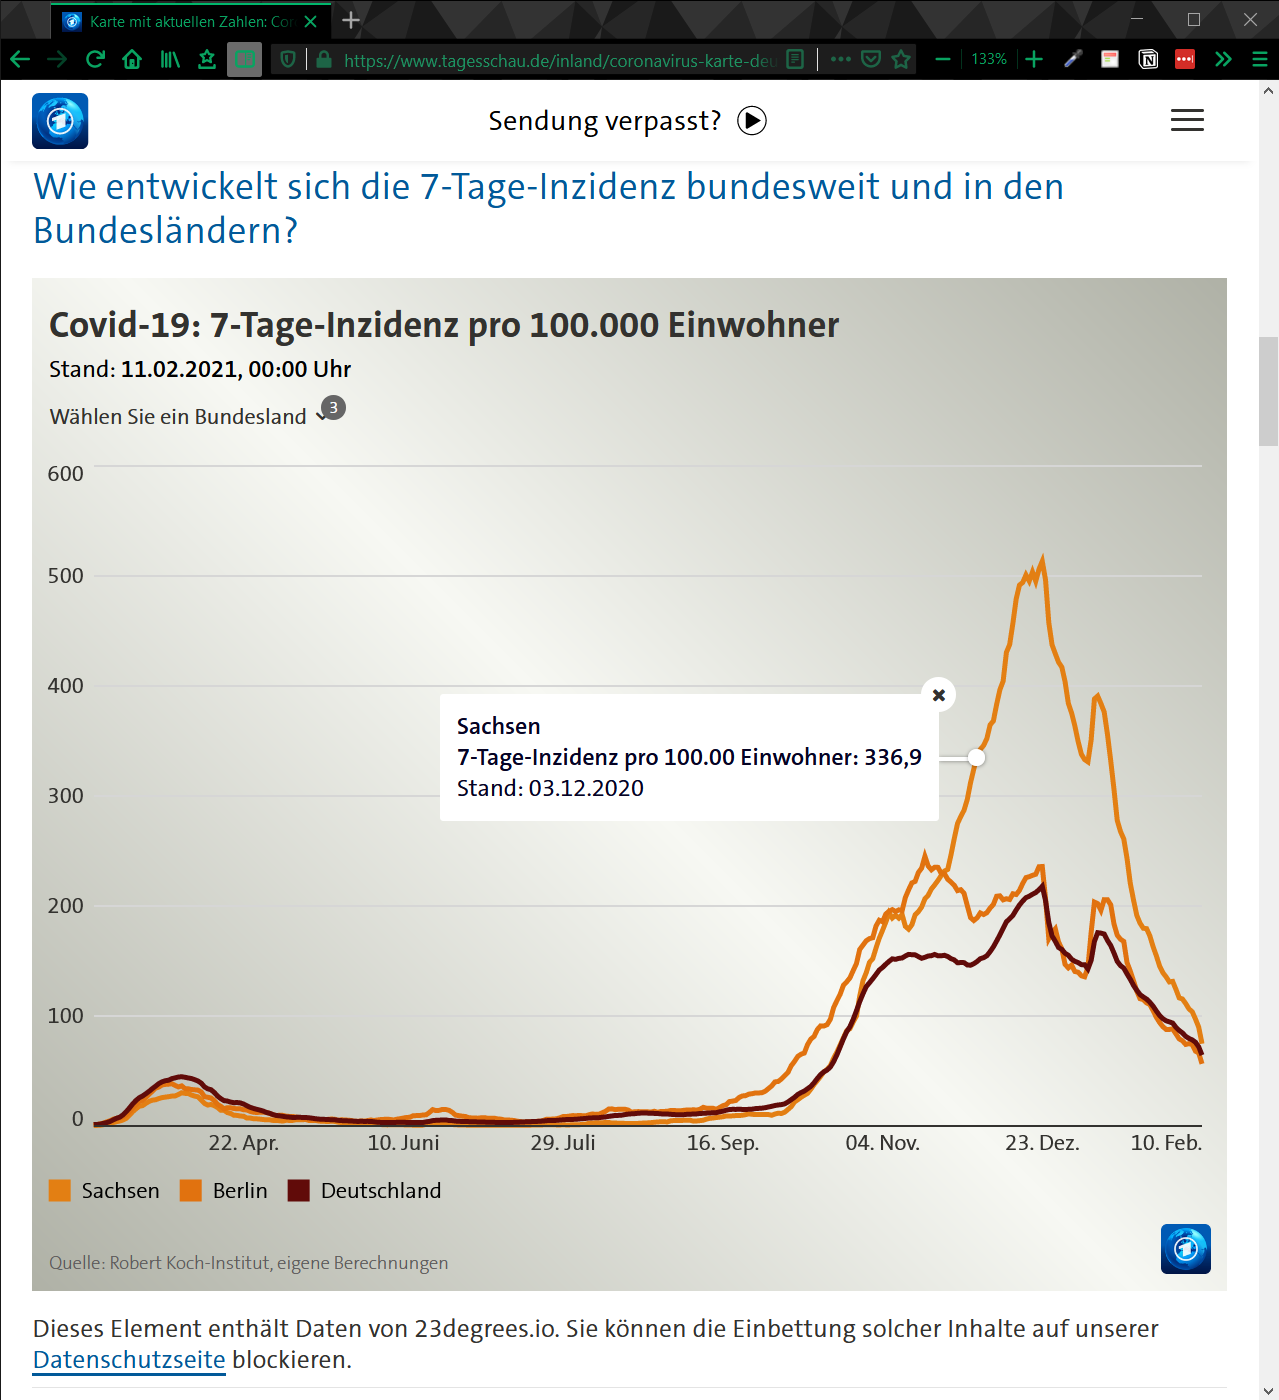 Karte mit aktuellen Zahlen: Cor
https://www.tagesschau.de/inland/coronavirus-karte-deu
133%
Sendung verpasst?
Wie entwickelt sich die 7-Tage-Inzidenz bundesweit und in den
Bundesländern?
Covid-19: 7-Tage-Inzidenz pro 100.000 Einwohner
Stand: 11.02.2021, 00:00 Uhr
Wählen Sie ein Bundesland 3
600
500
400
300
200
100
0
Sachsen
7-Tage-Inzidenz pro 100.00 Einwohner: 336,9
Stand: 03.12.2020
22. Apr. 10. Juni 29. Juli 16. Sep. 04. Nov. 23. Dez. 10. Feb.
Sachsen Berlin Deutschland
Quelle: Robert Koch-Institut, eigene Berechnungen
Dieses Element enthält Daten von 23degrees.io. Sie können die Einbettung solcher Inhalte auf unserer
Datenschutzseite blockieren.